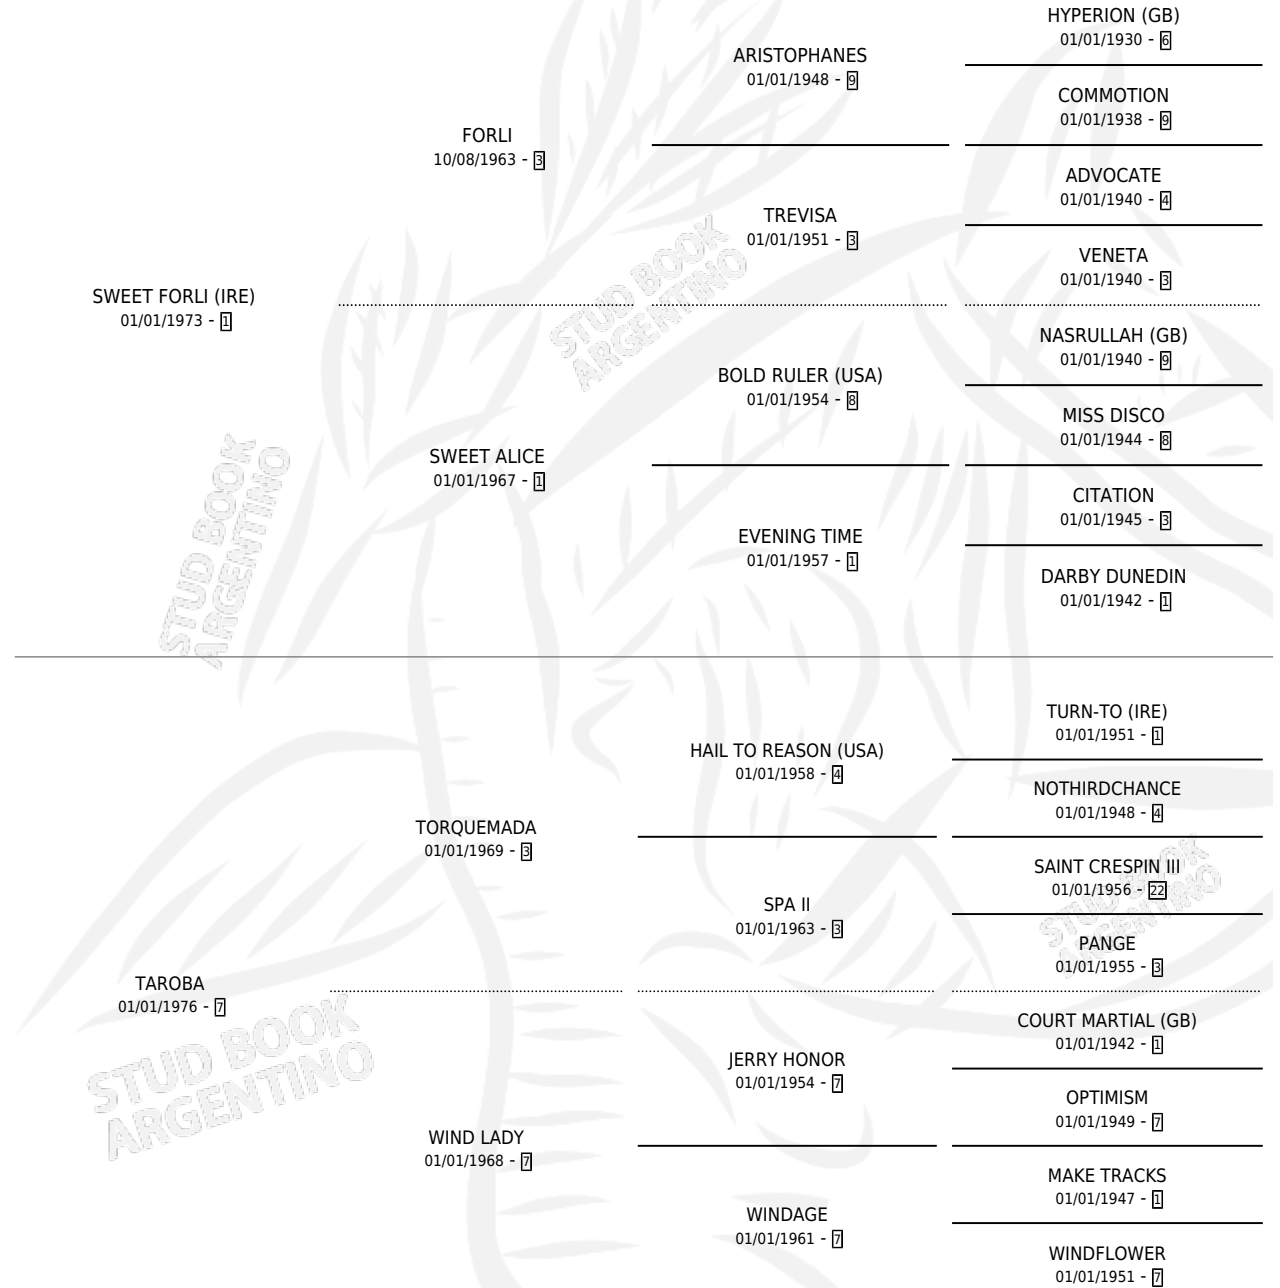 HYPERION (GB)
01/01/1930 - 6
ARISTOPHANES
01/01/1948 - 9
COMMOTION
01/01/1938 - 9
FORLI
10/08/1963 - 3
ADVOCATE
01/01/1940 - 4
TREVISA
01/01/1951 - 3
VENETA
01/01/1940 - 3
SWEET FORLI (IRE)
01/01/1973 - 1
NASRULLAH (GB)
01/01/1940 - 9
BOLD RULER (USA)
01/01/1954 - 8
MISS DISCO
01/01/1944 - 8
SWEET ALICE
01/01/1967 - 1
CITATION
01/01/1945 - 3
EVENING TIME
01/01/1957 - 1
DARBY DUNEDIN
01/01/1942 - 1
TURN-TO (IRE)
01/01/1951 - 1
HAIL TO REASON (USA)
01/01/1958 - 4
NOTHIRDCHANCE
01/01/1948 - 4
TORQUEMADA
01/01/1969 - 3
SAINT CRESPIN III
01/01/1956 - 22
SPA II
01/01/1963 - 3
PANGE
01/01/1955 - 3
TAROBA
01/01/1976 - 7
COURT MARTIAL (GB)
01/01/1942 - 1
JERRY HONOR
01/01/1954 - 7
OPTIMISM
01/01/1949 - 7
WIND LADY
01/01/1968 - 7
MAKE TRACKS
01/01/1947 - 1
WINDAGE
01/01/1961 - 7
WINDFLOWER
01/01/1951 - 7
STUD BOOK
ARGENTINO
STUD BOOK
ARGENTINO
STUD BOOK
ARGENTINO
STUD BOOK
ARGENTINO